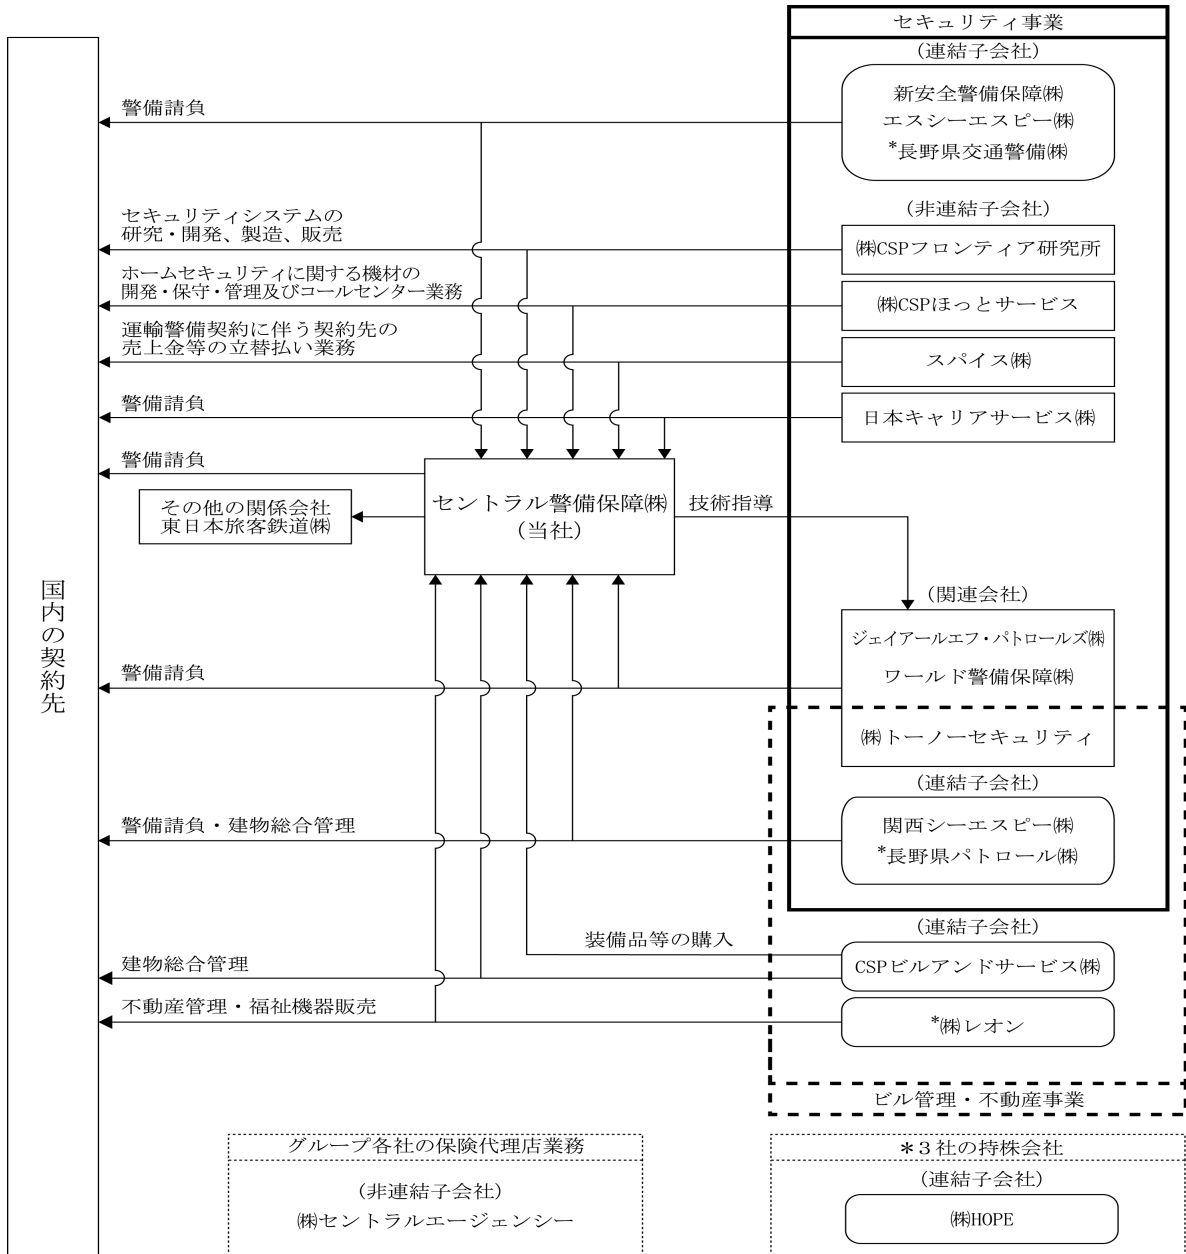 セキュリティ事業
（連結子会社）
新安全警備保障㈱
エスシーエスピー㈱
*長野県交通警備㈱
警備請負
（非連結子会社）
セキュリティシステムの
研究・開発、製造、販売
㈱CSPフロンティア研究所
ホームセキュリティに関する機材の
開発・保守・管理及びコールセンター業務
㈱CSPほっとサービス
運輸警備契約に伴う契約先の
売上金等の立替払い業務
スパイス㈱
警備請負
日本キャリアサービス㈱
警備請負
セントラル警備保障㈱
（当社）
技術指導
その他の関係会社
東日本旅客鉄道㈱
国内の契約先
（関連会社）
ジェイアールエフ・パトロールズ㈱
ワールド警備保障㈱
㈱トーノーセキュリティ
警備請負
（連結子会社）
関西シーエスピー㈱
*長野県パトロール㈱
警備請負・建物総合管理
（連結子会社）
装備品等の購入
CSPビルアンドサービス㈱
建物総合管理
不動産管理・福祉機器販売
*㈱レオン
ビル管理・不動産事業
グループ各社の保険代理店業務
（非連結子会社）
㈱セントラルエージェンシー
＊３社の持株会社
（連結子会社）
㈱HOPE